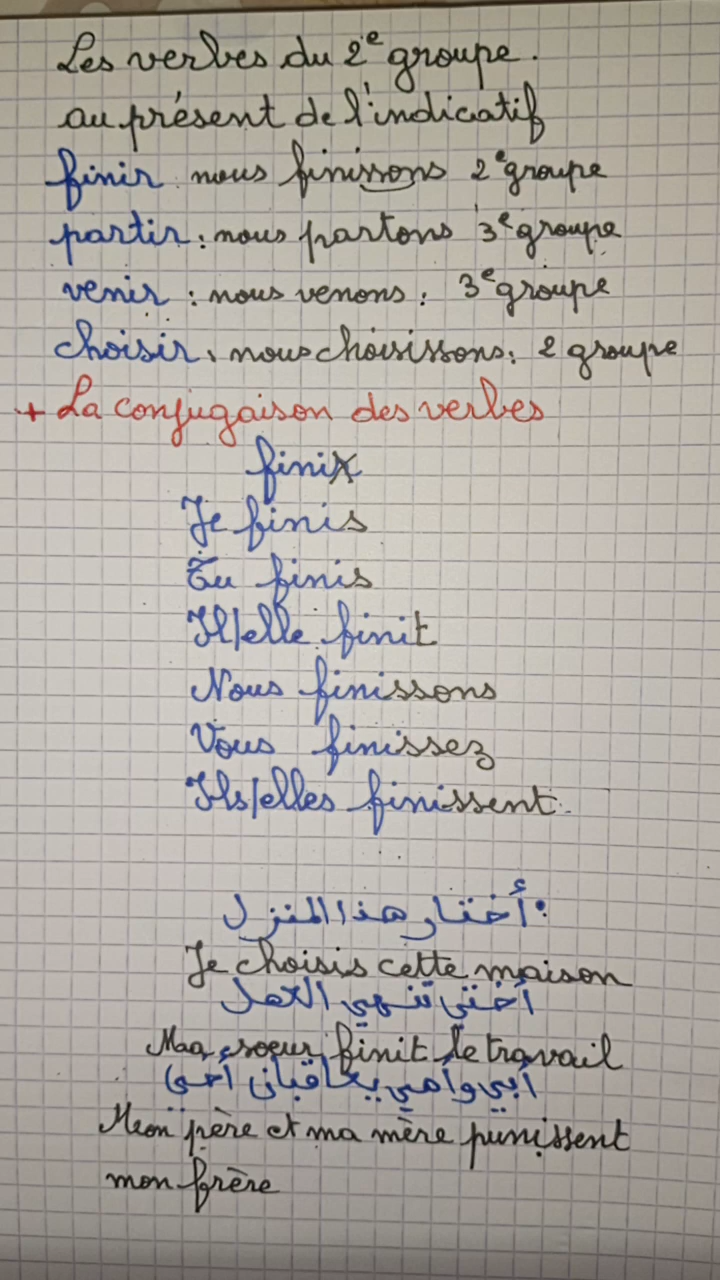 Les verbes du 2e groupe.
au présent de l'indicatif
finir nous finissons 2e groupe
partir : nous partons 3e groupe
venir : nous venons : 3e groupe
choisir : nous choisissons : 2 groupe
+ La conjugaison des verbes
finir
Je finis
Tu finis
Il/elle finit
Nous finissons
Vous finissez
Ils/elles finissent.
• أختار هذا المنزل
Je choisis cette maison
أختي تنهي العمل
Maa soeur finit le travail
أبي وأمي يعاقبان أخي
Mon père et ma mère punissent
mon frère